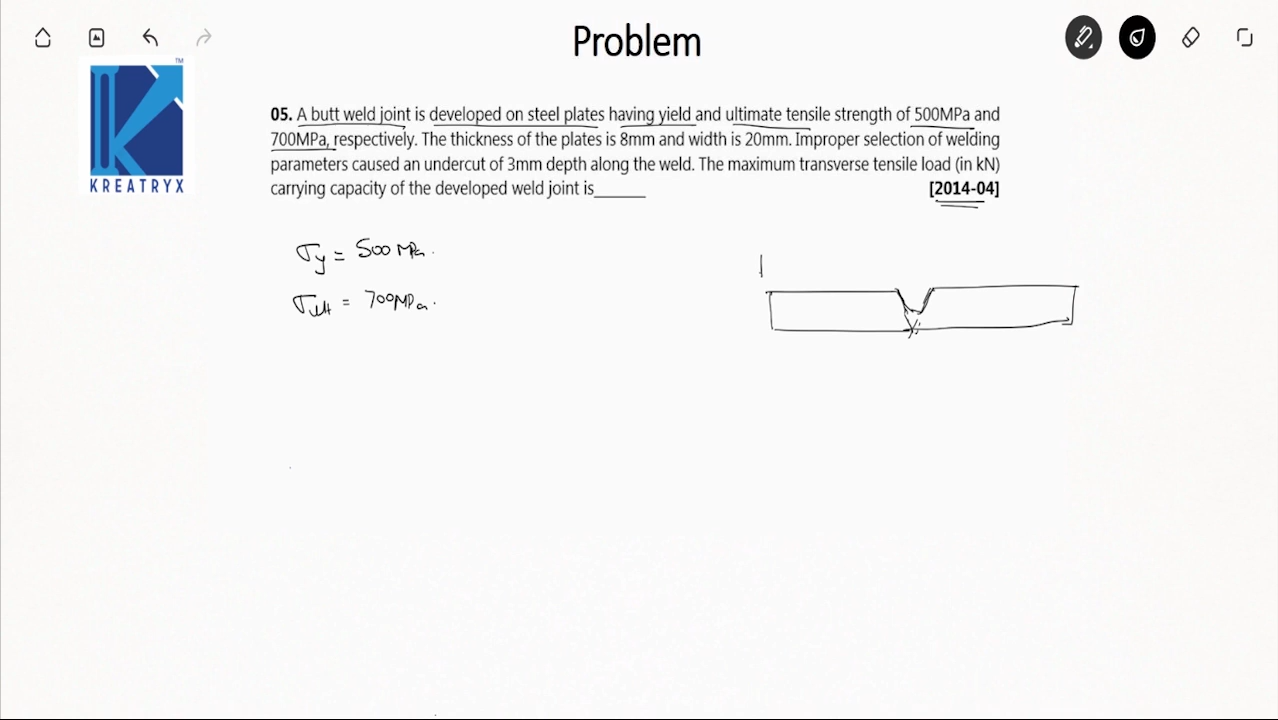 Problem
TM
KREATRYX
05. A butt weld joint is developed on steel plates having yield and ultimate tensile strength of 500MPa and
700MPa, respectively. The thickness of the plates is 8mm and width is 20mm. Improper selection of welding
parameters caused an undercut of 3mm depth along the weld. The maximum transverse tensile load (in kN)
carrying capacity of the developed weld joint is______ [2014-04]
σy = 500 MPa.
σult = 700MPa.